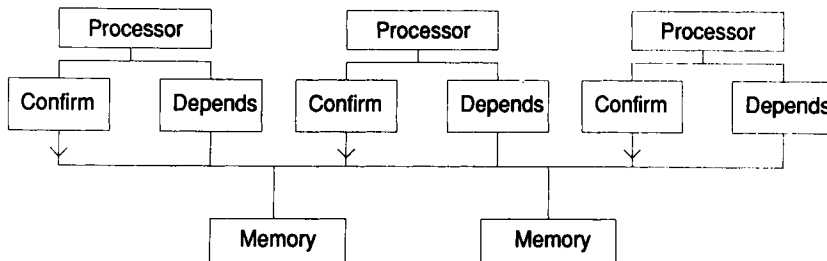 Processor Processor Processor
Confirm Depends Confirm Depends Confirm Depends
Memory Memory